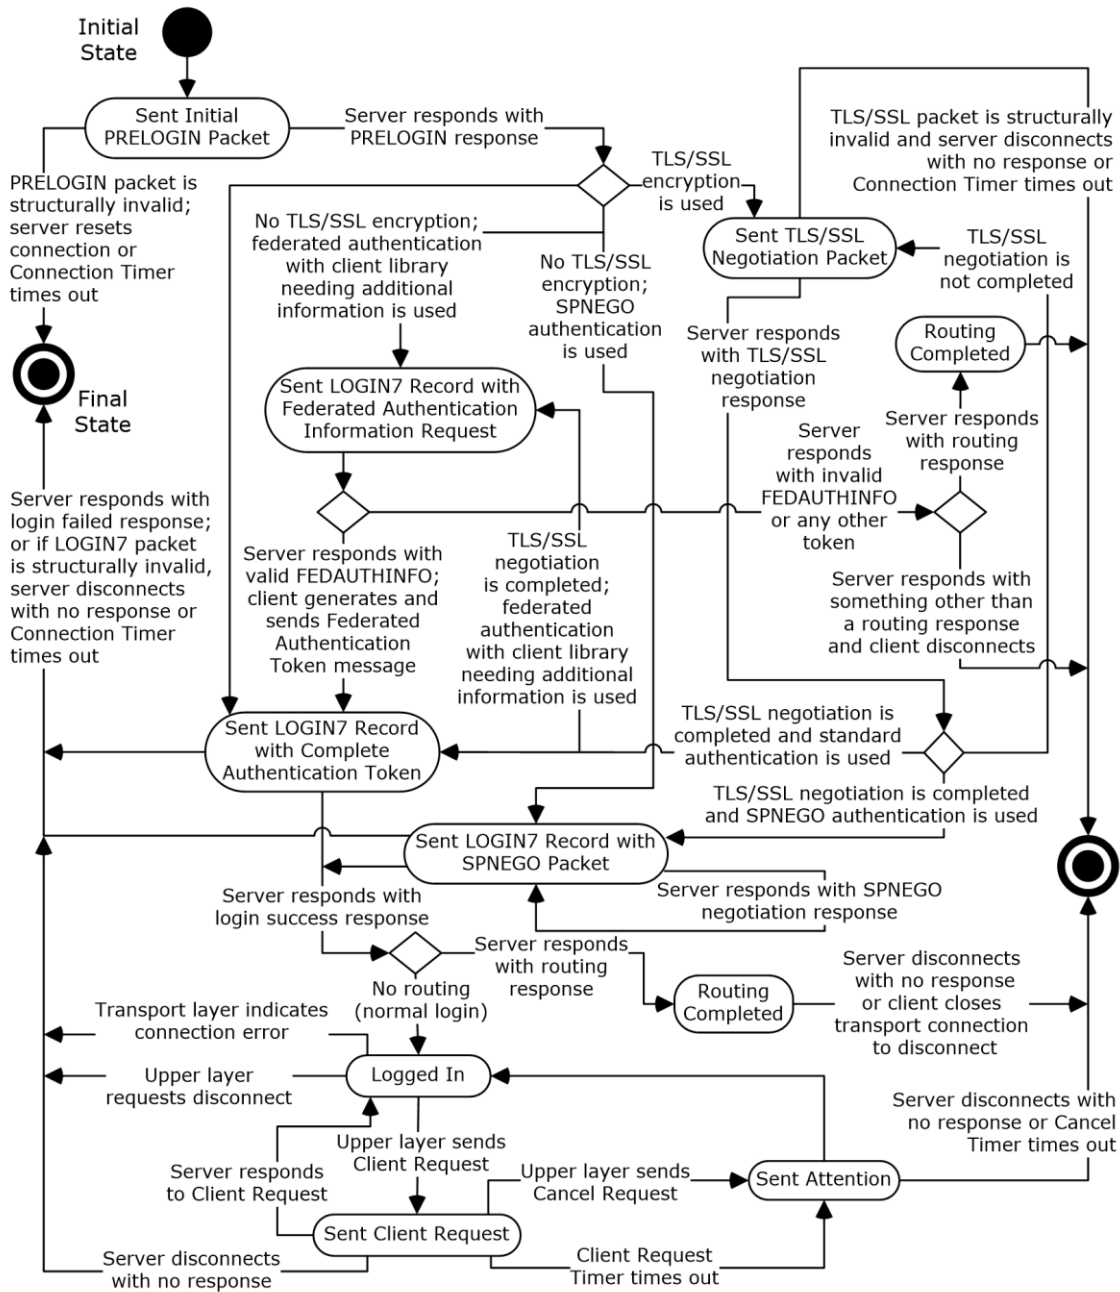 Initial
State
Sent Initial
PRELOGIN Packet
Server responds with
PRELOGIN response
TLS/SSL packet is structurally
invalid and server disconnects
with no response or
Connection Timer times out
PRELOGIN packet is
structurally invalid;
server resets
connection or
Connection Timer
times out
TLS/SSL
encryption
is used
No TLS/SSL encryption;
federated authentication
with client library
needing additional
information is used
Sent TLS/SSL
Negotiation Packet
TLS/SSL
negotiation is
not completed
No TLS/SSL
encryption;
SPNEGO
authentication
is used
Server responds
with TLS/SSL
negotiation
response
Routing
Completed
Final
State
Sent LOGIN7 Record with
Federated Authentication
Information Request
Server responds
with routing
response
Server
responds
with invalid
FEDAUTHINFO
or any other
token
Server responds with
login failed response;
or if LOGIN7 packet
is structurally invalid,
server disconnects
with no response or
Connection Timer
times out
Server responds with
valid FEDAUTHINFO;
client generates and
sends Federated
Authentication
Token message
TLS/SSL
negotiation
is completed;
federated
authentication
with client library
needing additional
information is used
Server responds with
something other than
a routing response
and client disconnects
Sent LOGIN7 Record
with Complete
Authentication Token
TLS/SSL negotiation is
completed and standard
authentication is used
TLS/SSL negotiation is completed
and SPNEGO authentication is used
Sent LOGIN7 Record with
SPNEGO Packet
Server responds with SPNEGO
negotiation response
Server responds with
login success response
Server responds
with routing
response
No routing
(normal login)
Routing
Completed
Server disconnects
with no response
or client closes
transport connection
to disconnect
Transport layer indicates
connection error
Upper layer
requests disconnect
Logged In
Server disconnects with
no response or Cancel
Timer times out
Upper layer sends
Client Request
Server responds
to Client Request
Upper layer sends
Cancel Request
Sent Attention
Sent Client Request
Server disconnects
with no response
Client Request
Timer times out